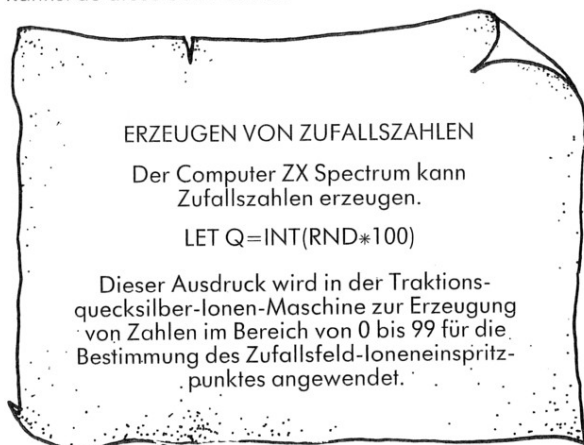 ERZEUGEN VON ZUFALLSZAHLEN
Der Computer ZX Spectrum kann
Zufallszahlen erzeugen.
LET Q=INT(RND*100)
Dieser Ausdruck wird in der Traktions-
quecksilber-Ionen-Maschine zur Erzeugung
von Zahlen im Bereich von 0 bis 99 für die
Bestimmung des Zufallsfeld-Ioneneinspritz-
punktes angewendet.